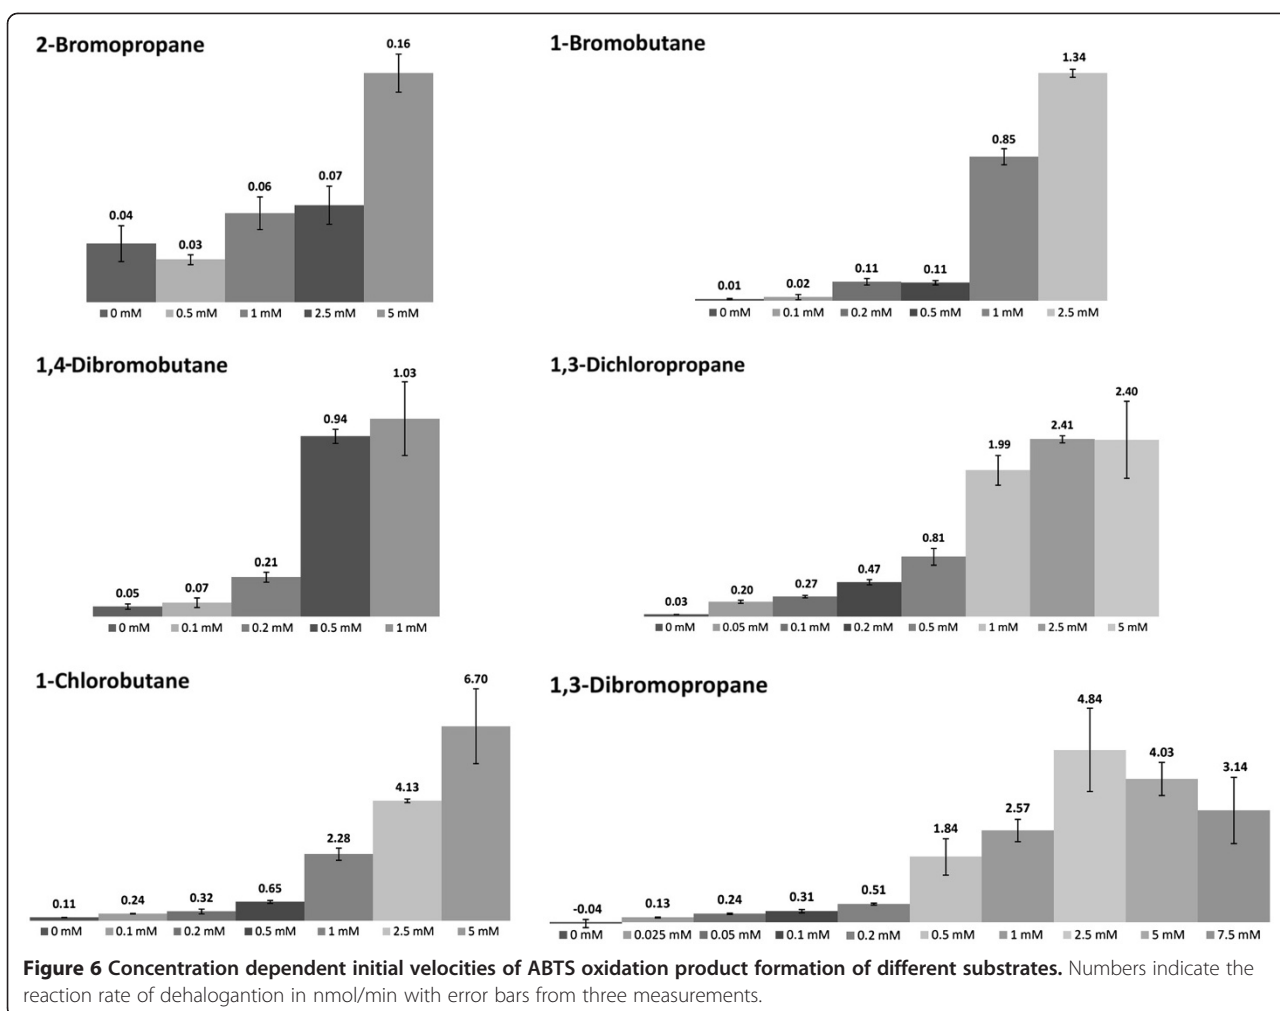 2-Bromopropane
0.04
0.03
0.06
0.07
0.16
0 mM 0.5 mM 1 mM 2.5 mM 5 mM
1-Bromobutane
0.01
0.02
0.11
0.11
0.85
1.34
0 mM 0.1 mM 0.2 mM 0.5 mM 1 mM 2.5 mM
1,4-Dibromobutane
0.05
0.07
0.21
0.94
1.03
0 mM 0.1 mM 0.2 mM 0.5 mM 1 mM
1,3-Dichloropropane
0.03
0.20
0.27
0.47
0.81
1.99
2.41
2.40
0 mM 0.05 mM 0.1 mM 0.2 mM 0.5 mM 1 mM 2.5 mM 5 mM
1-Chlorobutane
0.11
0.24
0.32
0.65
2.28
4.13
6.70
0 mM 0.1 mM 0.2 mM 0.5 mM 1 mM 2.5 mM 5 mM
1,3-Dibromopropane
-0.04
0.13
0.24
0.31
0.51
1.84
2.57
4.84
4.03
3.14
0 mM 0.025 mM 0.05 mM 0.1 mM 0.2 mM 0.5 mM 1 mM 2.5 mM 5 mM 7.5 mM
Figure 6 Concentration dependent initial velocities of ABTS oxidation product formation of different substrates. Numbers indicate the
reaction rate of dehalogantion in nmol/min with error bars from three measurements.